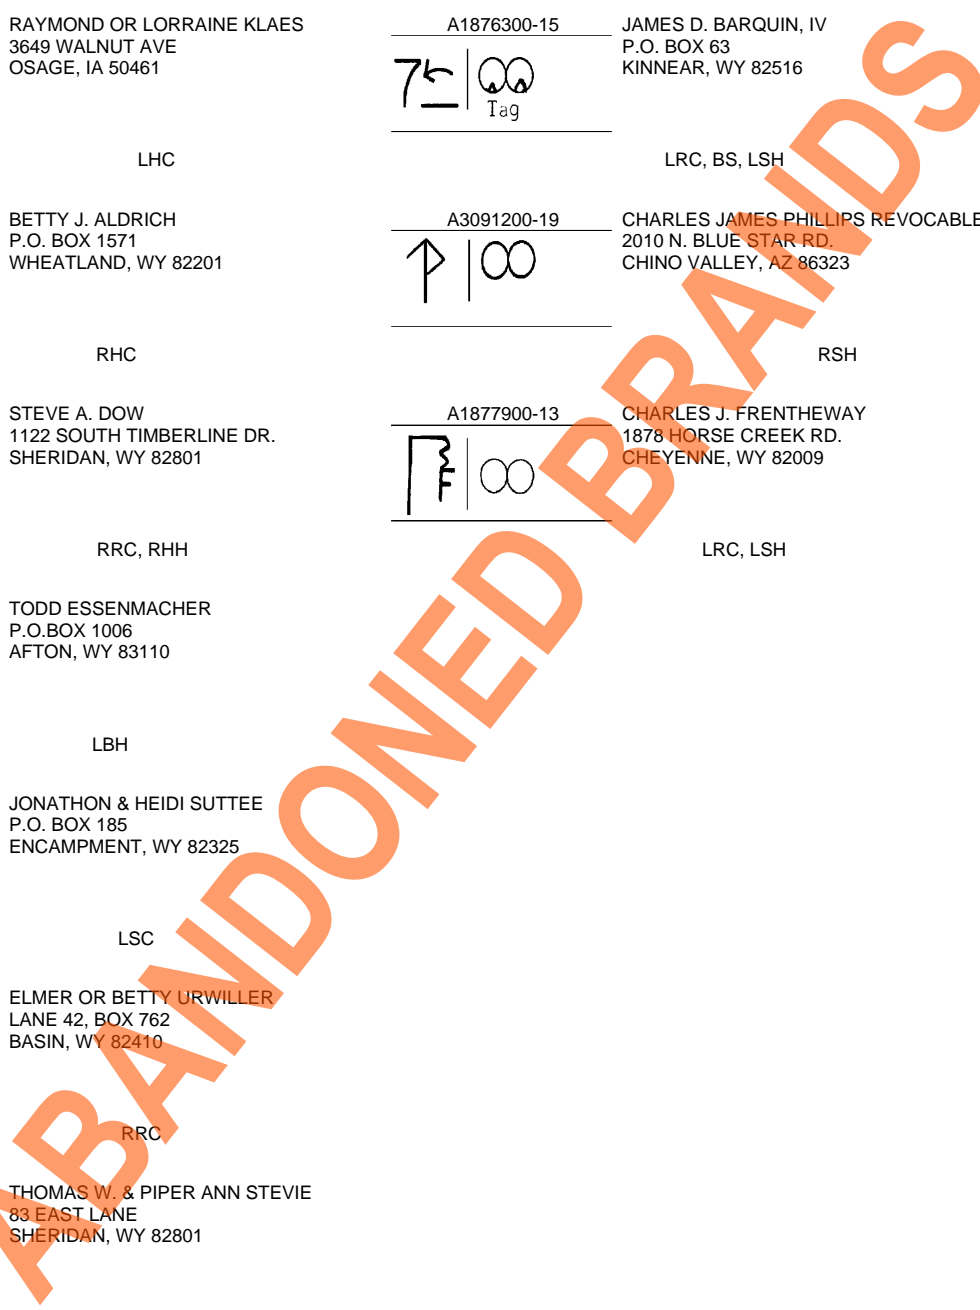 RAYMOND OR LORRAINE KLAES
3649 WALNUT AVE
OSAGE, IA 50461
LHC
BETTY J. ALDRICH
P.O. BOX 1571
WHEATLAND, WY 82201
RHC
STEVE A. DOW
1122 SOUTH TIMBERLINE DR.
SHERIDAN, WY 82801
RRC, RHH
TODD ESSENMACHER
P.O.BOX 1006
AFTON, WY 83110
LBH
JONATHON & HEIDI SUTTEE
P.O. BOX 185
ENCAMPMENT, WY 82325
LSC
ELMER OR BETTY URWILLER
LANE 42, BOX 762
BASIN, WY 82410
RRC
THOMAS W. & PIPER ANN STEVIE
83 EAST LANE
SHERIDAN, WY 82801
A1876300-15
Tag
JAMES D. BARQUIN, IV
P.O. BOX 63
KINNEAR, WY 82516
LRC, BS, LSH
A3091200-19
CHARLES JAMES PHILLIPS REVOCABLE
2010 N. BLUE STAR RD.
CHINO VALLEY, AZ 86323
RSH
A1877900-13
CHARLES J. FRENTHEWAY
1878 HORSE CREEK RD.
CHEYENNE, WY 82009
LRC, LSH
ABANDONED BRANDS